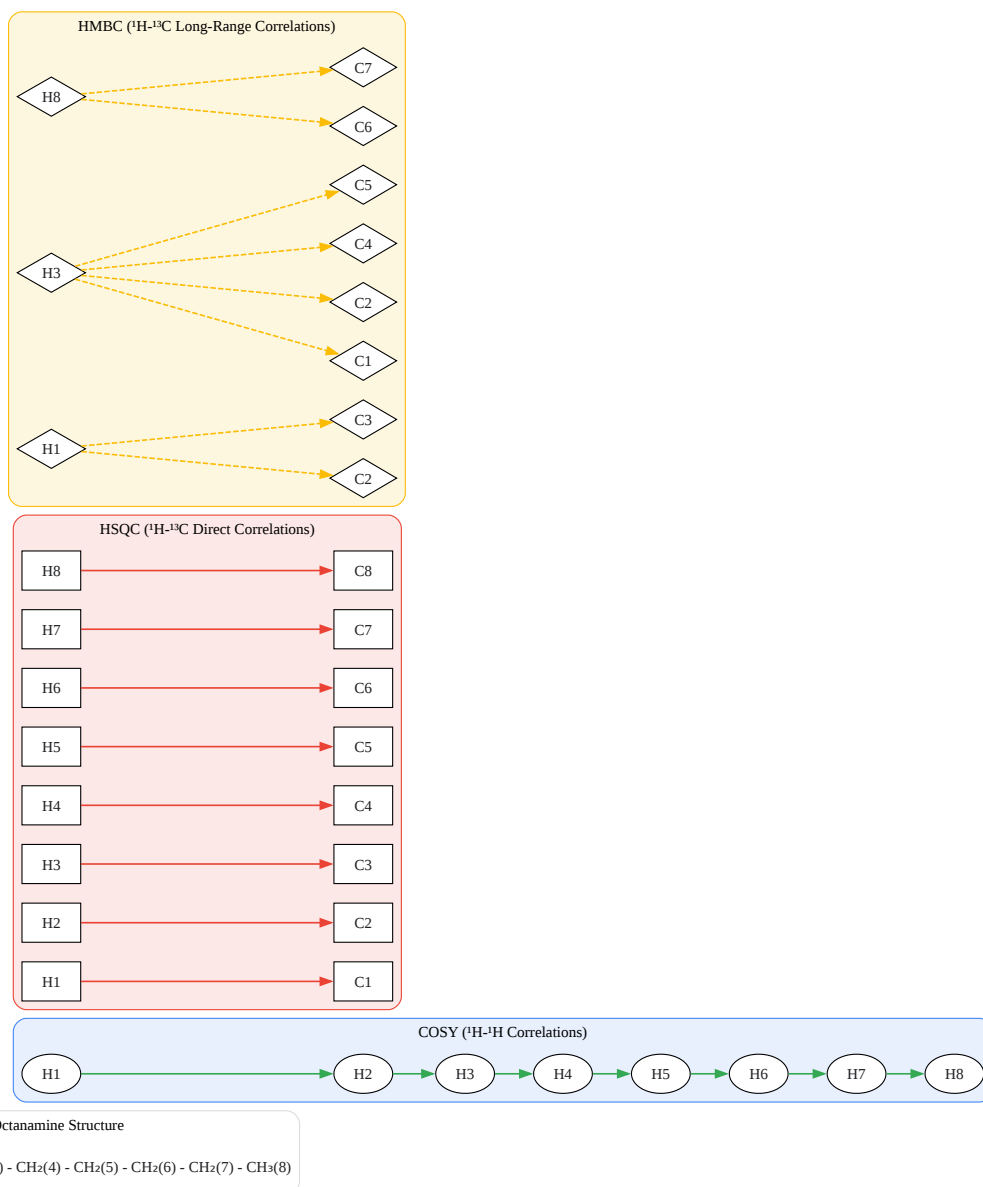 HMBC (¹H-¹³C Long-Range Correlations)
C7
H8
C6
C5
C4
H3
C2
C1
C3
H1
C2
HSQC (¹H-¹³C Direct Correlations)
H8 C8
H7 C7
H6 C6
H5 C5
H4 C4
H3 C3
H2 C2
H1 C1
COSY (¹H-¹H Correlations)
H1 H2 H3 H4 H5 H6 H7 H8
ctanamine Structure
) - CH₂(4) - CH₂(5) - CH₂(6) - CH₂(7) - CH₃(8)